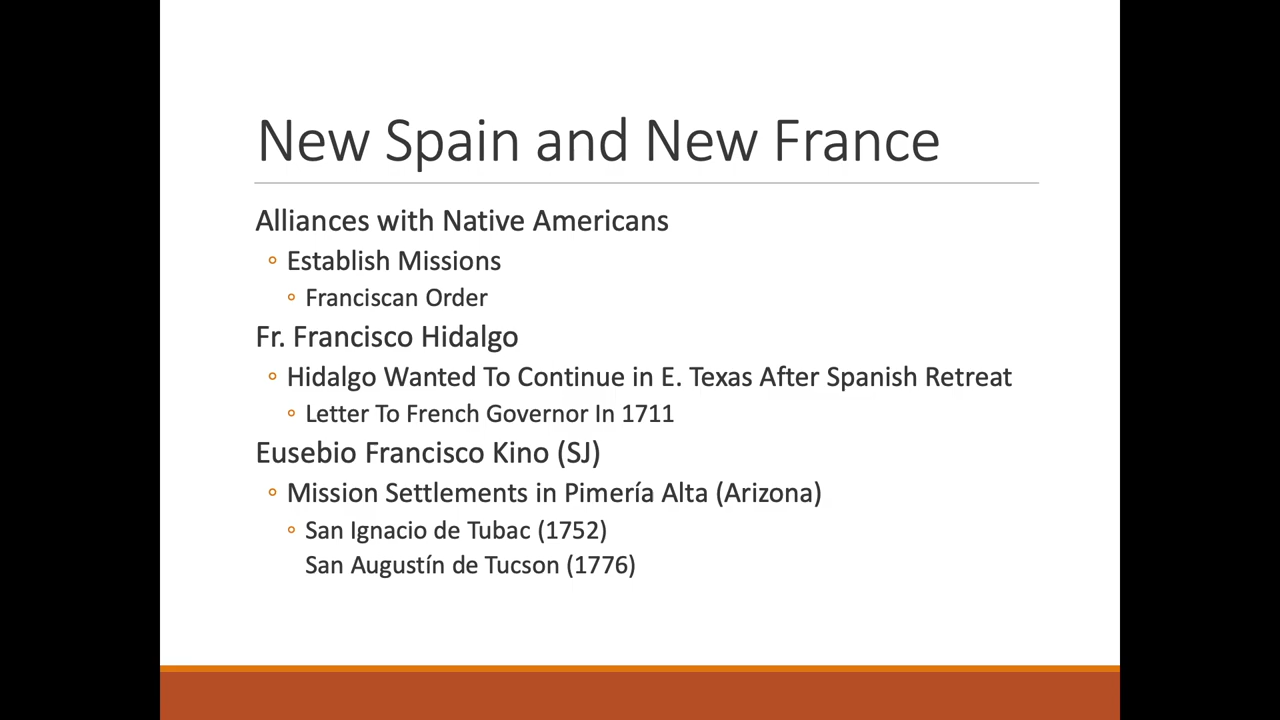 New Spain and New France
Alliances with Native Americans
◦ Establish Missions
◦ Franciscan Order
Fr. Francisco Hidalgo
◦ Hidalgo Wanted To Continue in E. Texas After Spanish Retreat
◦ Letter To French Governor In 1711
Eusebio Francisco Kino (SJ)
◦ Mission Settlements in Pimería Alta (Arizona)
◦ San Ignacio de Tubac (1752)
San Augustín de Tucson (1776)